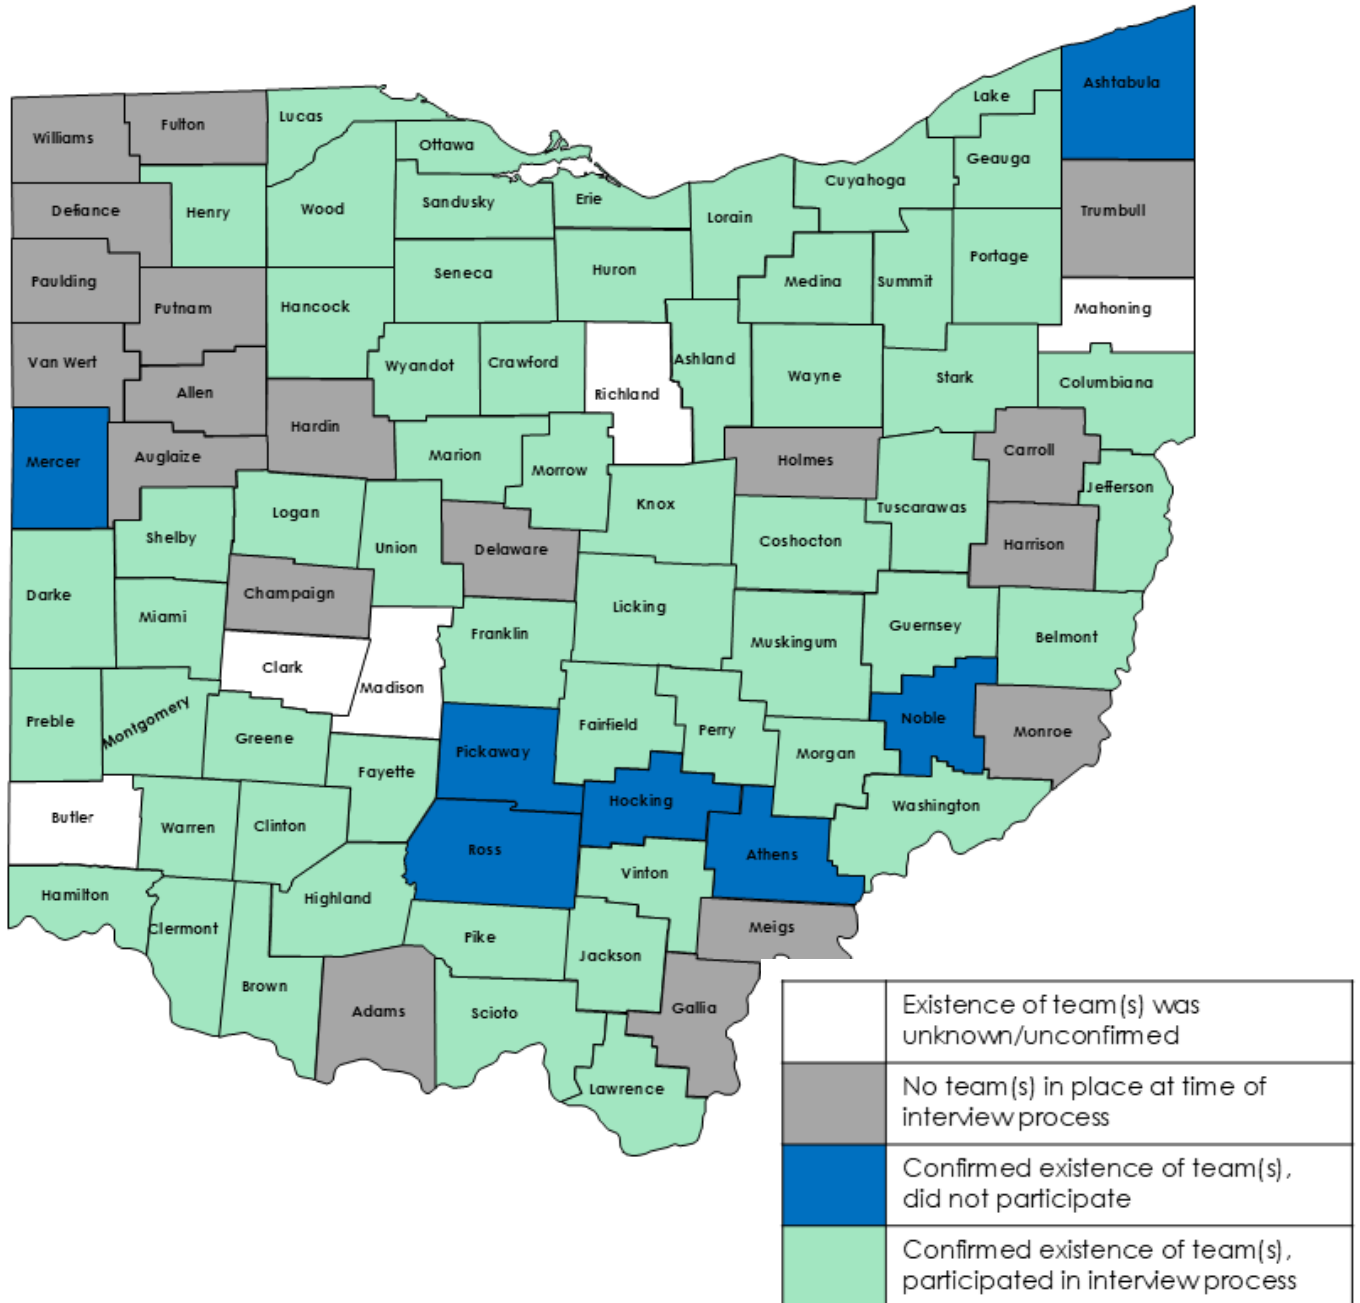 Ashtabula
Lake
Lucas
Fulton
Williams
Ottawa
Geauga
Cuyahoga
Erie
Sandusky
Wood
Henry
Defiance
Lorain
Trumbull
Portage
Huron
Seneca
Medina
Summit
Paulding
Putnam
Hancock
Mahoning
Van Wert
Wyandot
Crawford
Ashland
Wayne
Stark
Columbiana
Allen
Richland
Hardin
Mercer
Auglaize
Marion
Morrow
Holmes
Carroll
Jefferson
Logan
Knox
Tuscarawas
Shelby
Union
Delaware
Coshocton
Harrison
Darke
Champaign
Miami
Licking
Franklin
Muskingum
Guernsey
Belmont
Clark
Madison
Preble
Montgomery
Greene
Fairfield
Perry
Noble
Monroe
Pickaway
Morgan
Fayette
Hocking
Washington
Butler
Warren
Clinton
Ross
Athens
Vinton
Hamilton
Highland
Clermont
Pike
Meigs
Jackson
Brown
Adams
Scioto
Gallia
Lawrence
Existence of team(s) was
unknown/unconfirmed
No team(s) in place at time of
interview process
Confirmed existence of team(s),
did not participate
Confirmed existence of team(s),
participated in interview process